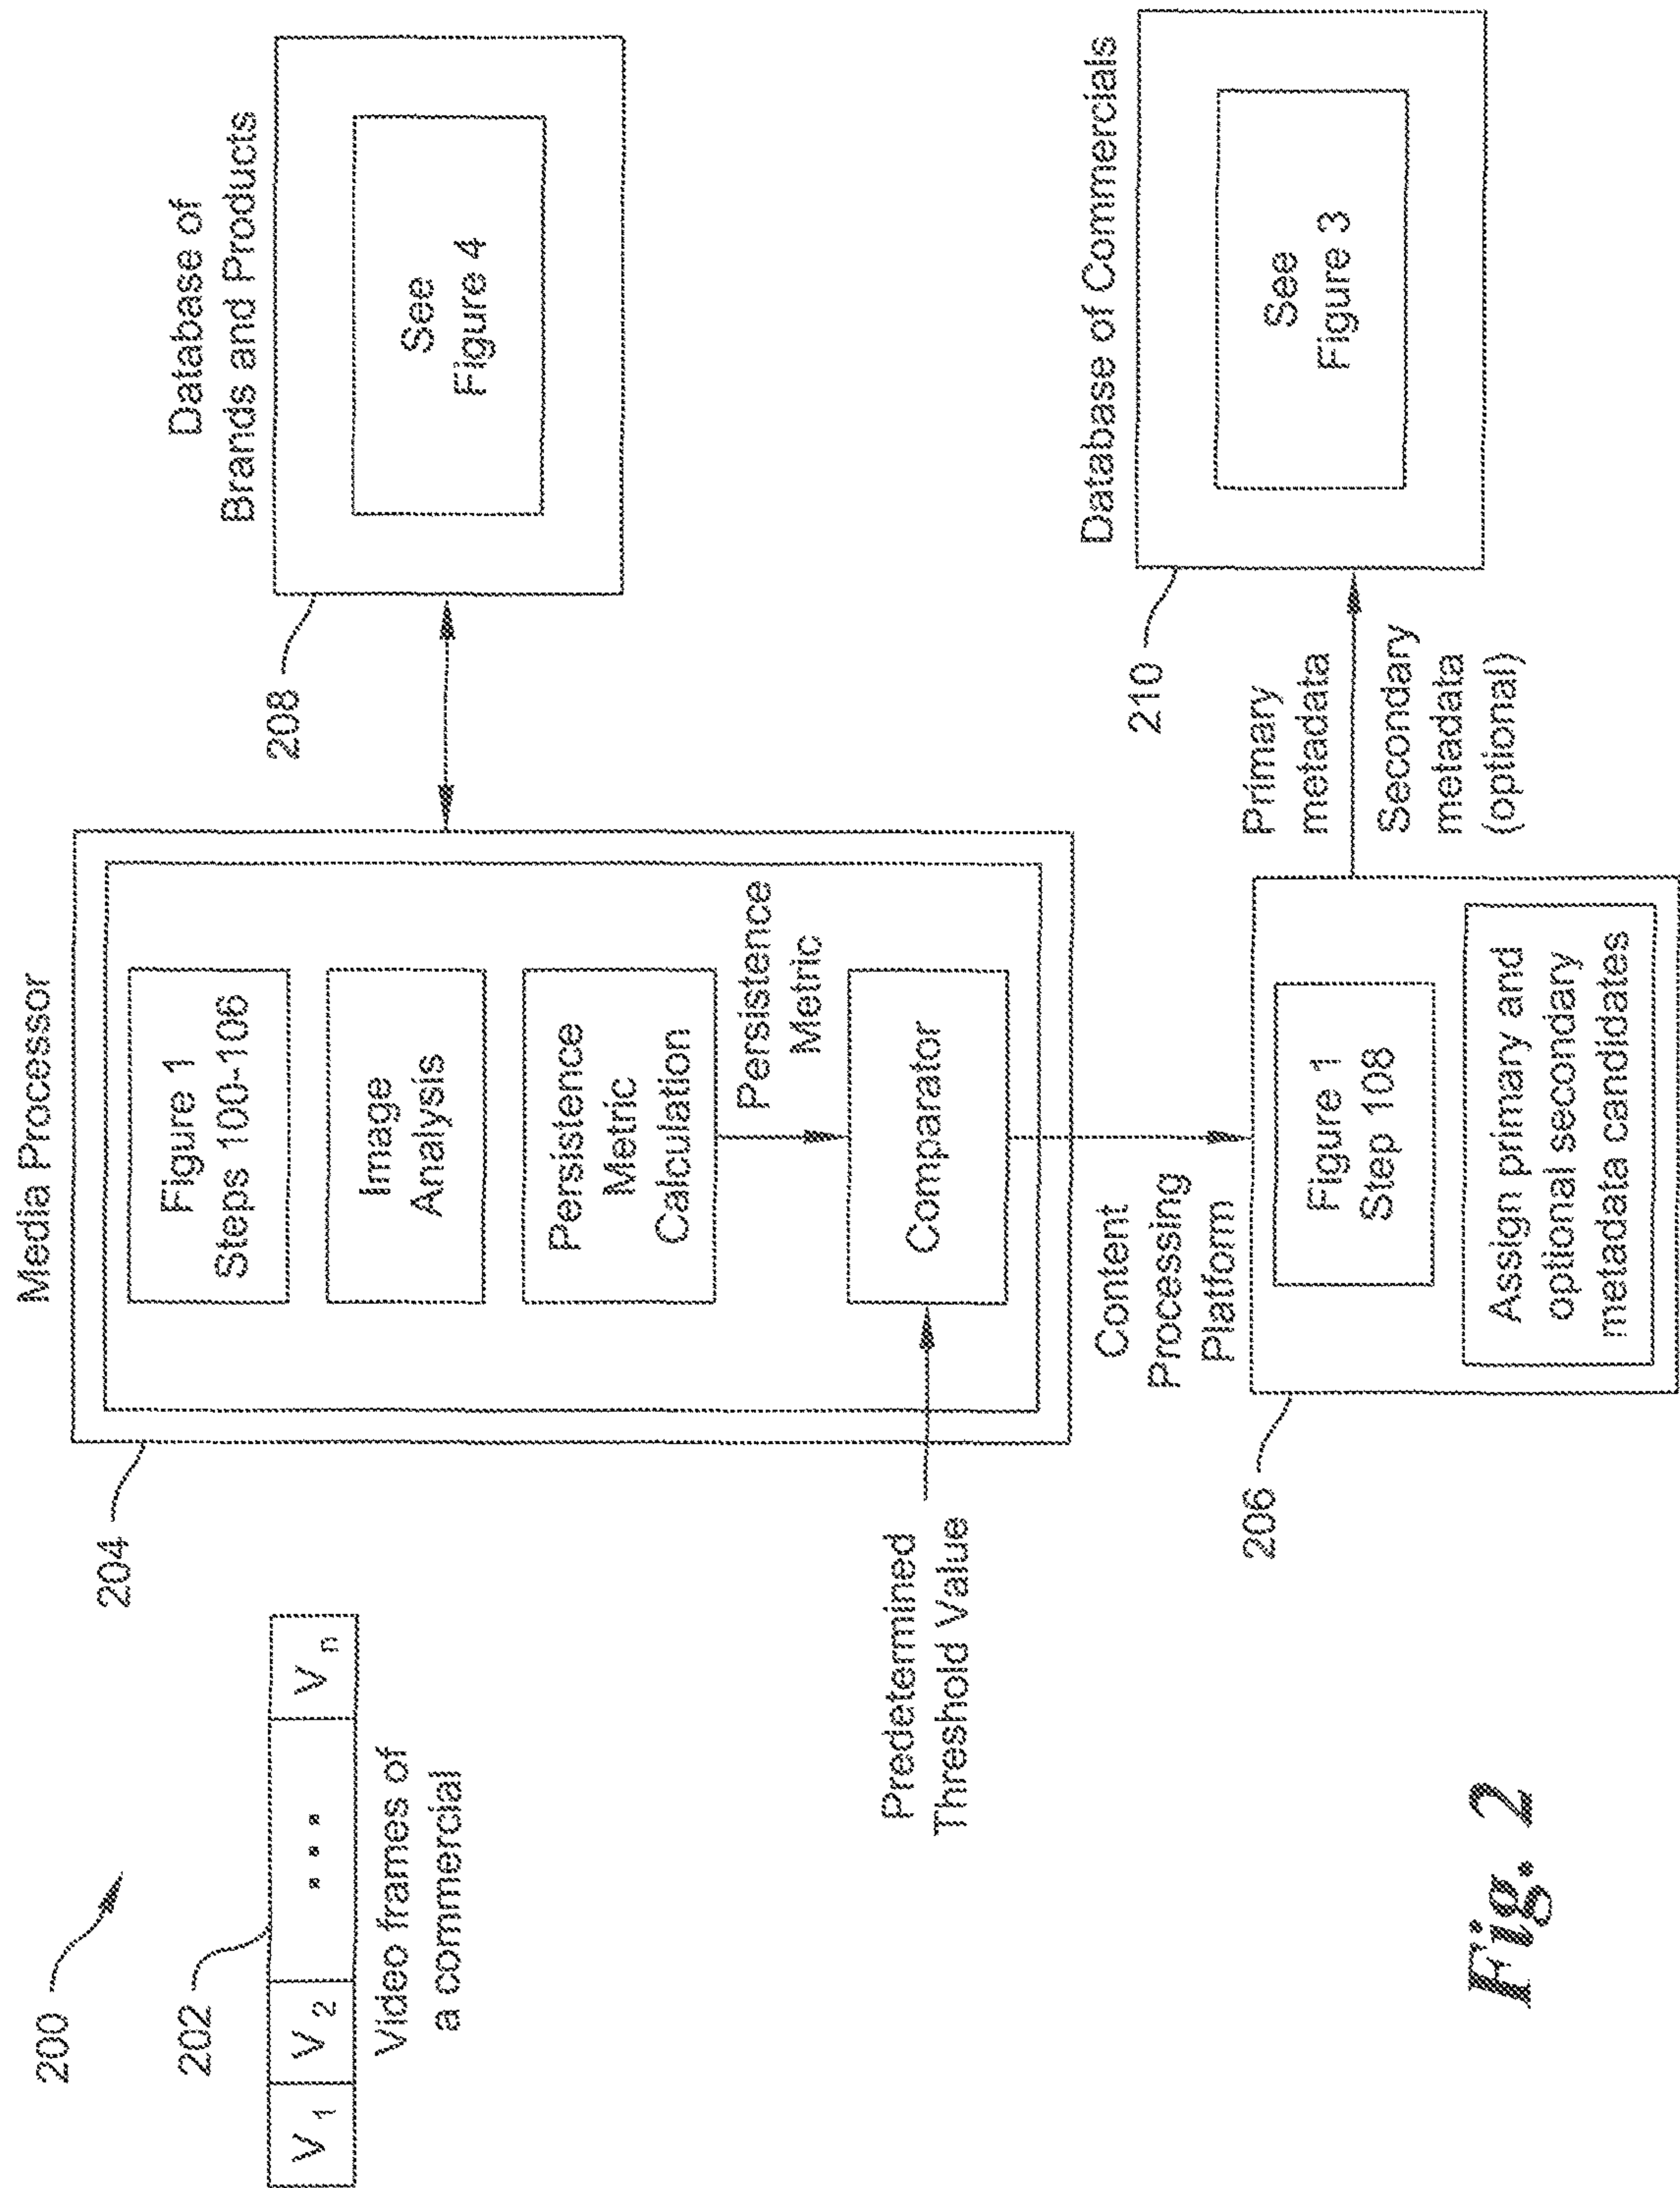 200
202
V 1
V 2
...
V n
Video frames of
a commercial
204
Media Processor
Figure 1
Steps 100-106
Image
Analysis
Persistence
Metric
Calculation
Persistence
Metric
Comparator
Predetermined
Threshold Value
208
Database of
Brands and Products
See
Figure 4
206
Content
Processing
Platform
Figure 1
Step 108
Assign primary and
optional secondary
metadata candidates
Primary
metadata
Secondary
metadata
(optional)
210
Database of Commercials
See
Figure 3
Fig. 2